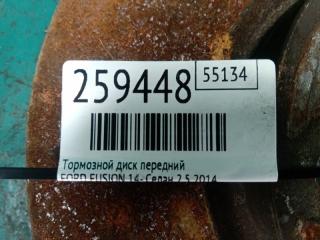 259448
55134
Тормозной диск передний
FORD FUSION 14- Седан 2.5 2014